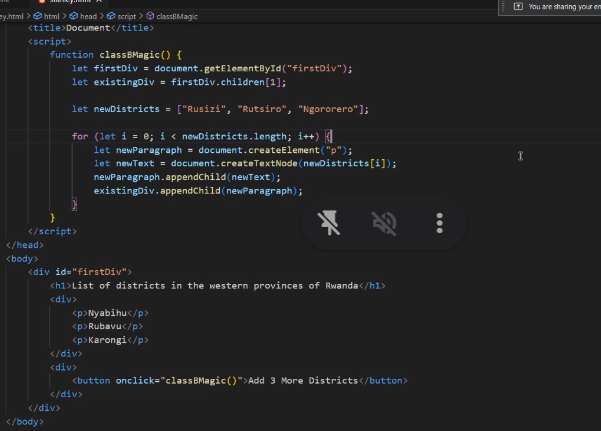 ey.html > html > head > script > classBMagic
You are sharing your en
<title>Document</title>
<script>
function classBMagic() {
let firstDiv = document.getElementById("firstDiv");
let existingDiv = firstDiv.children[1];
let newDistricts = ["Rusizi", "Rutsiro", "Ngororero"];
for (let i = 0; i < newDistricts.length; i++) {
let newParagraph = document.createElement("p");
let newText = document.createTextNode(newDistricts[i]);
newParagraph.appendChild(newText);
existingDiv.appendChild(newParagraph);
}
}
</script>
</head>
<body>
<div id="firstDiv">
<h1>List of districts in the western provinces of Rwanda</h1>
<div>
<p>Nyabihu</p>
<p>Rubavu</p>
<p>Karongi</p>
</div>
<div>
<button onclick="classBMagic()">Add 3 More Districts</button>
</div>
</div>
</body>